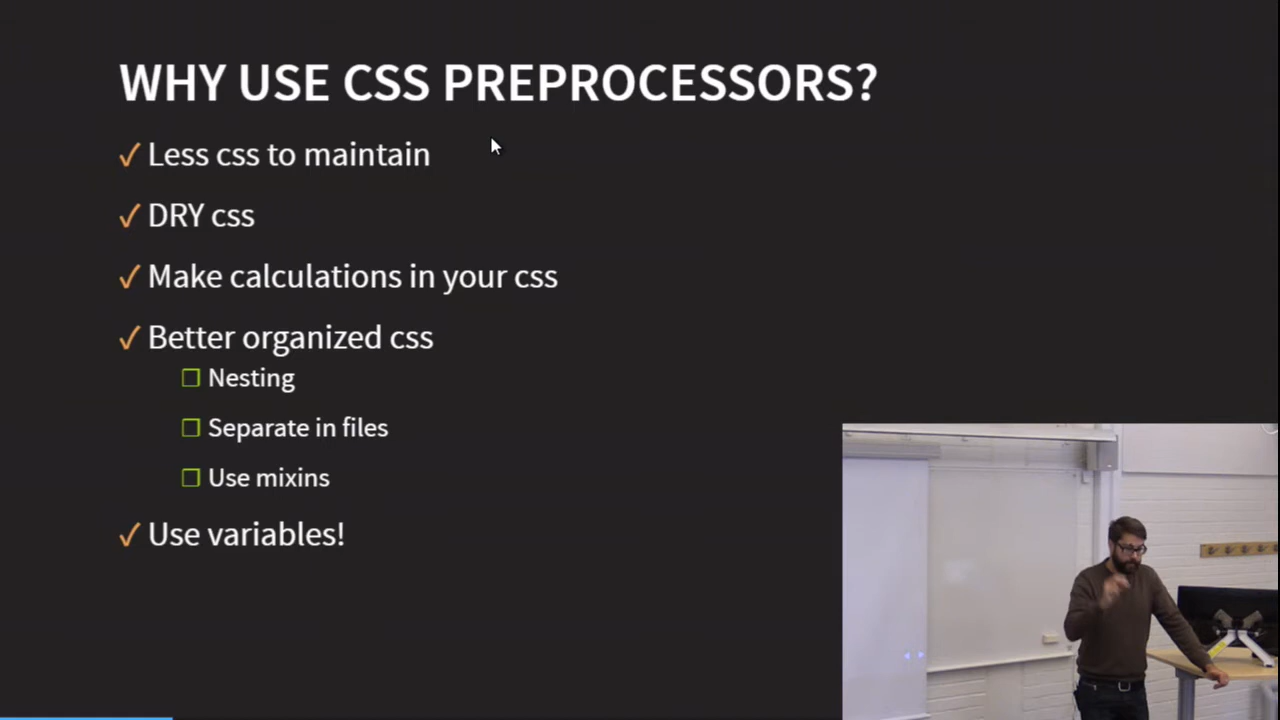 WHY USE CSS PREPROCESSORS?
✓ Less css to maintain
✓ DRY css
✓ Make calculations in your css
✓ Better organized css
❒ Nesting
❒ Separate in files
❒ Use mixins
✓ Use variables!